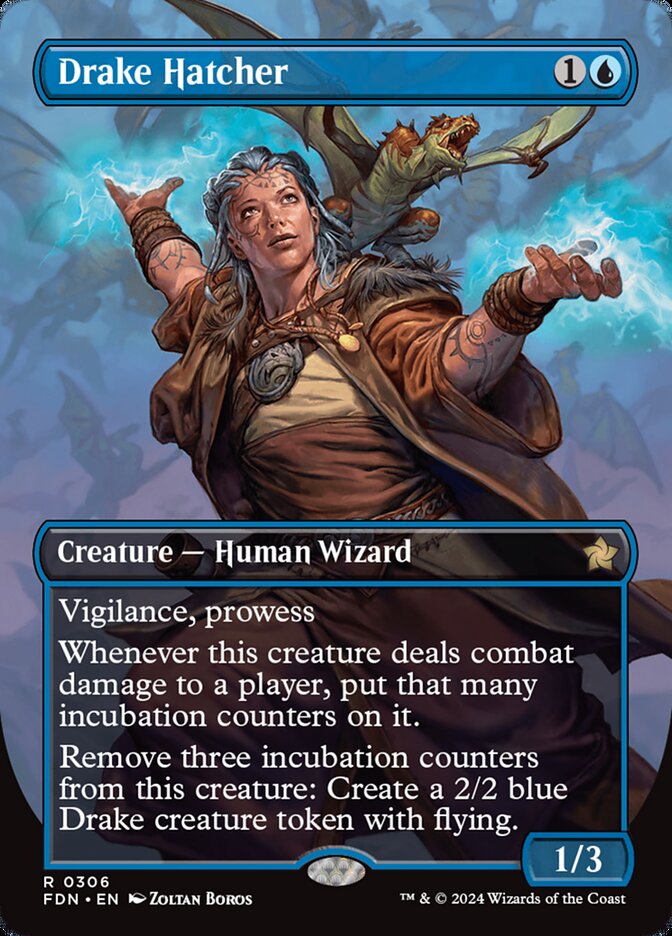 Drake Hatcher 1
Creature — Human Wizard
Vigilance, prowess
Whenever this creature deals combat
damage to a player, put that many
incubation counters on it.
Remove three incubation counters
from this creature: Create a 2/2 blue
Drake creature token with flying.
1/3
R 0306
FDN • EN Zoltan Boros
™ & © 2024 Wizards of the Coast